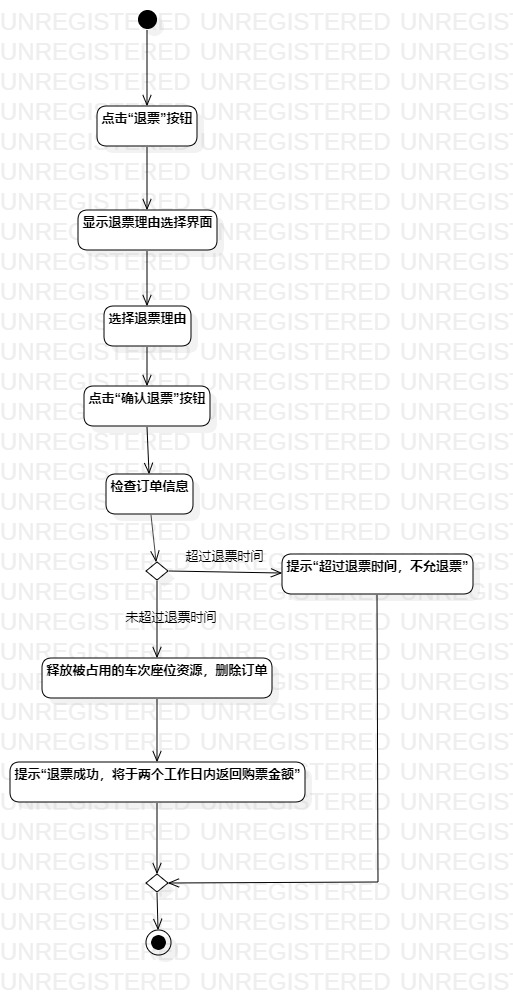 点击“退票”按钮
显示退票理由选择界面
选择退票理由
点击“确认退票”按钮
检查订单信息
超过退票时间
提示“超过退票时间，不允退票”
未超过退票时间
释放被占用的车次座位资源，删除订单
提示“退票成功，将于两个工作日内返回购票金额”
UNREGISTERED